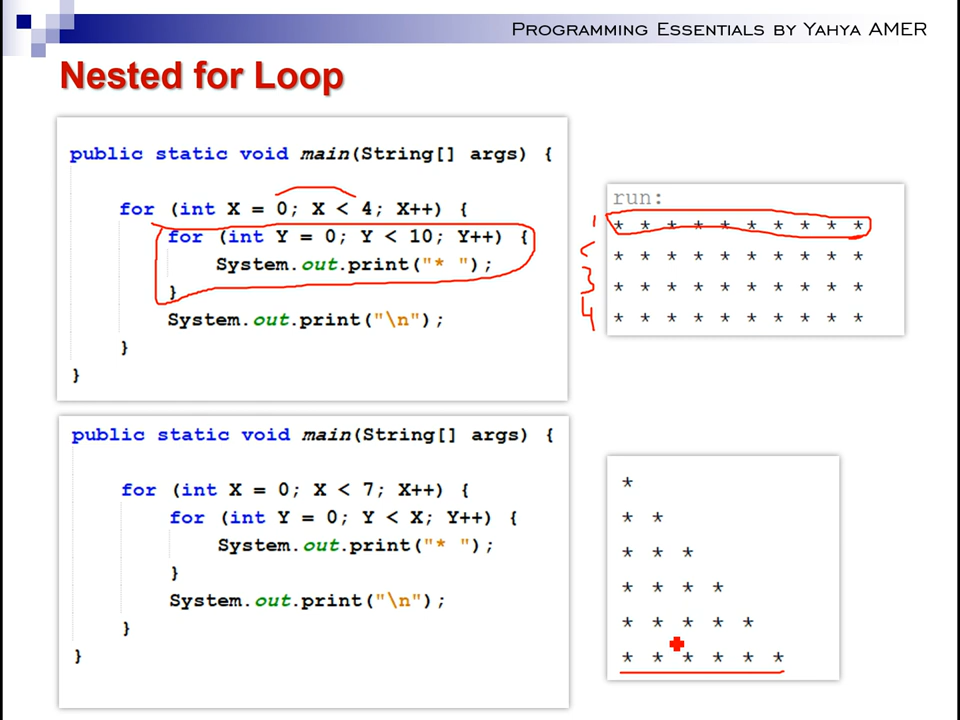 PROGRAMMING ESSENTIALS BY YAHYA AMER
Nested for Loop
public static void main(String[] args) {
for (int X = 0; X < 4; X++) {
for (int Y = 0; Y < 10; Y++) {
System.out.print("* ");
}
System.out.print("\n");
}
}
run:
1 * * * * * * * * * *
* * * * * * * * * *
3 * * * * * * * * * *
4 * * * * * * * * * *
public static void main(String[] args) {
for (int X = 0; X < 7; X++) {
for (int Y = 0; Y < X; Y++) {
System.out.print("* ");
}
System.out.print("\n");
}
}
*
* *
* * *
* * * *
* * * * *
* * * * * *